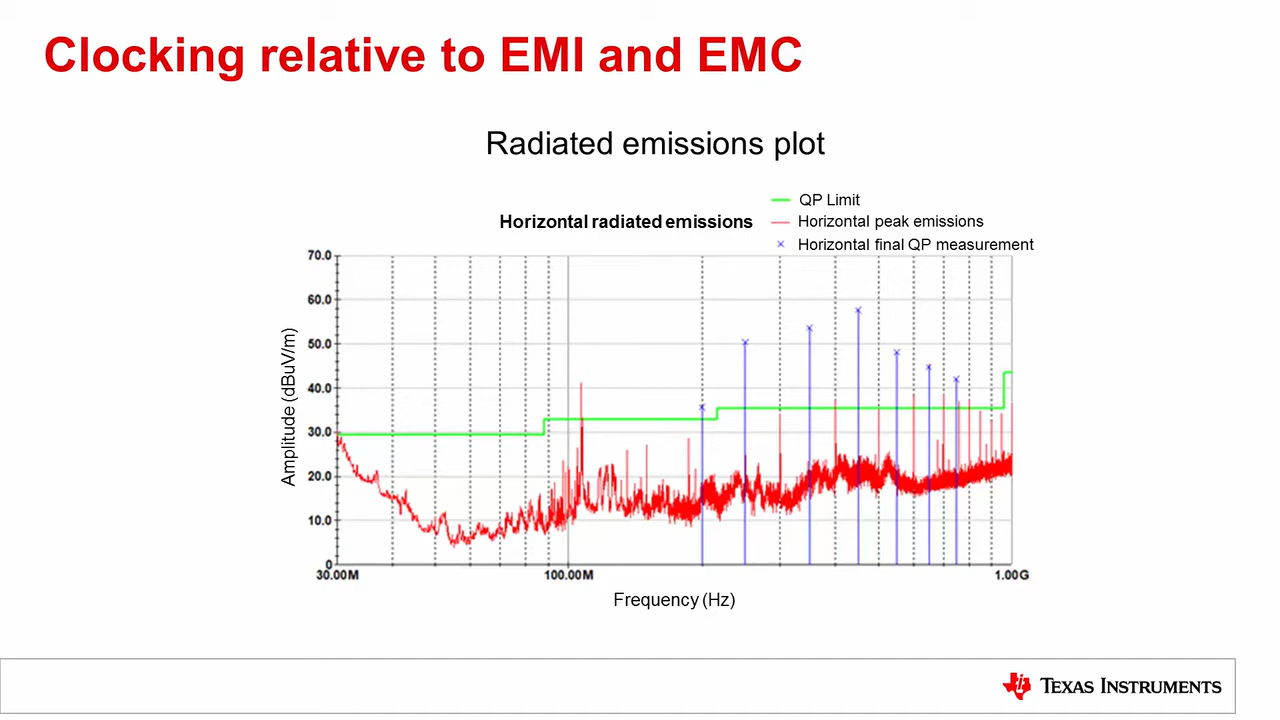 Clocking relative to EMI and EMC
Radiated emissions plot
QP Limit
Horizontal radiated emissions
Horizontal peak emissions
Horizontal final QP measurement
70.0
60.0
50.0
40.0
30.0
20.0
10.0
0
Amplitude (dBuV/m)
30.00M
100.00M
1.00G
Frequency (Hz)
TEXAS INSTRUMENTS